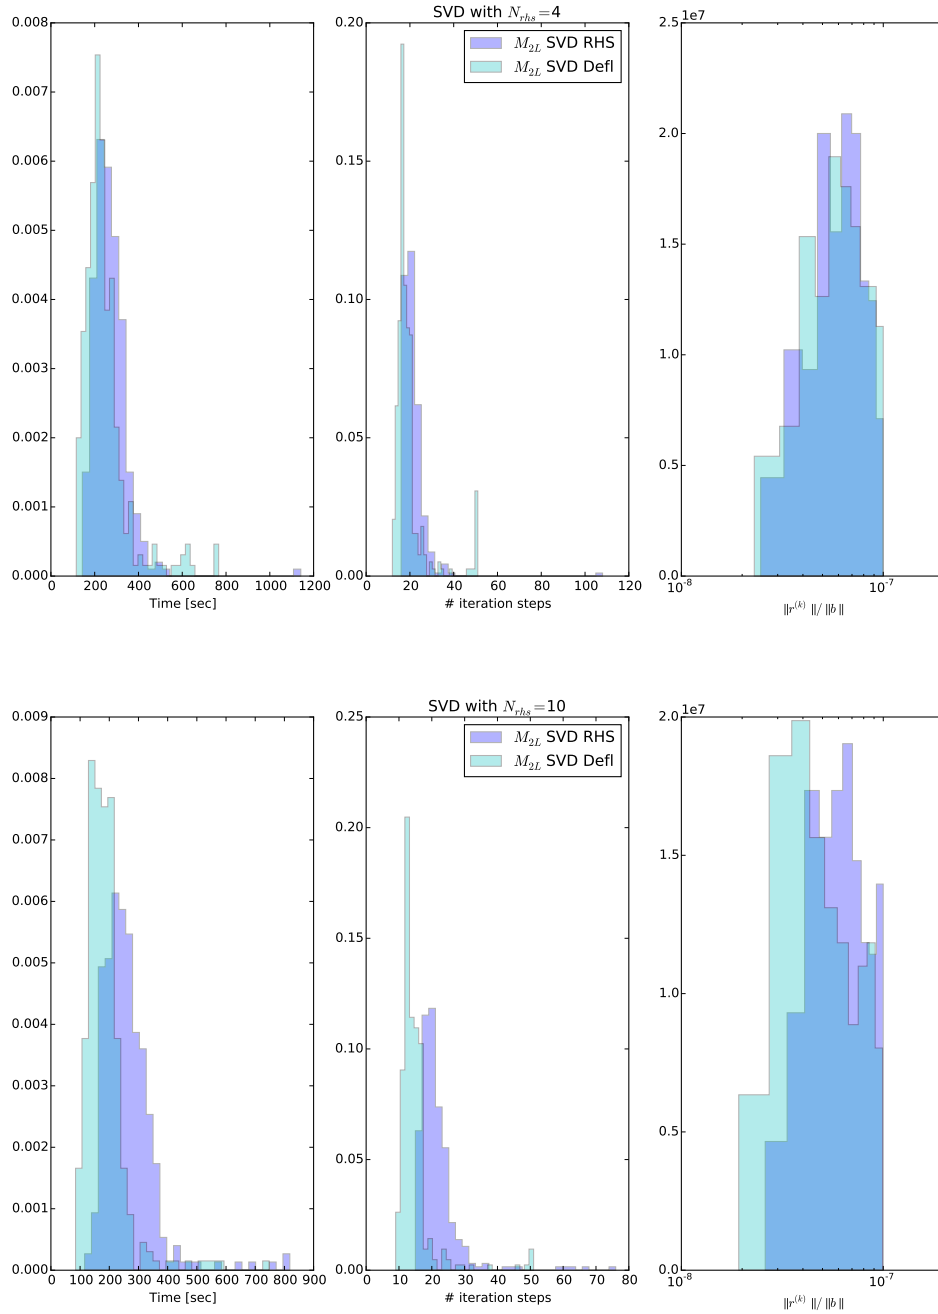 SVD with N_rhs=4
M_2L SVD RHS
M_2L SVD Defl
0.008
0.007
0.006
0.005
0.004
0.003
0.002
0.001
0.000
0 200 400 600 800 1000 1200
Time [sec]
0.20
0.15
0.10
0.05
0.00
0 20 40 60 80 100 120
# iteration steps
1e7
2.5
2.0
1.5
1.0
0.5
0.0
10^-8 10^-7
‖r^(k)‖/‖b‖
SVD with N_rhs=10
M_2L SVD RHS
M_2L SVD Defl
0.009
0.008
0.007
0.006
0.005
0.004
0.003
0.002
0.001
0.000
0 100 200 300 400 500 600 700 800 900
Time [sec]
0.25
0.20
0.15
0.10
0.05
0.00
0 10 20 30 40 50 60 70 80
# iteration steps
1e7
2.0
1.5
1.0
0.5
0.0
10^-8 10^-7
‖r^(k)‖/‖b‖